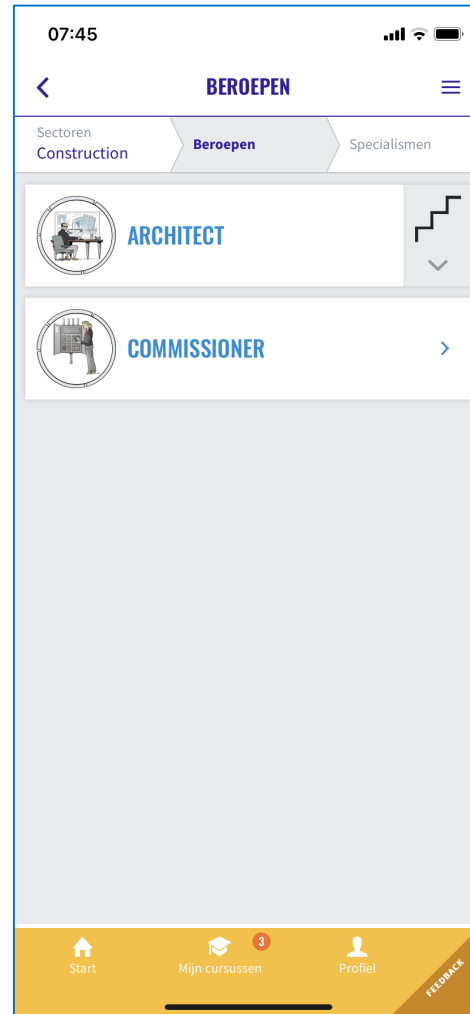 07:45
BEROEPEN
Sectoren
Construction
Beroepen
Specialismen
ARCHITECT
COMMISSIONER
3
Start
Mijn cursussen
Profiel
FEEDBACK